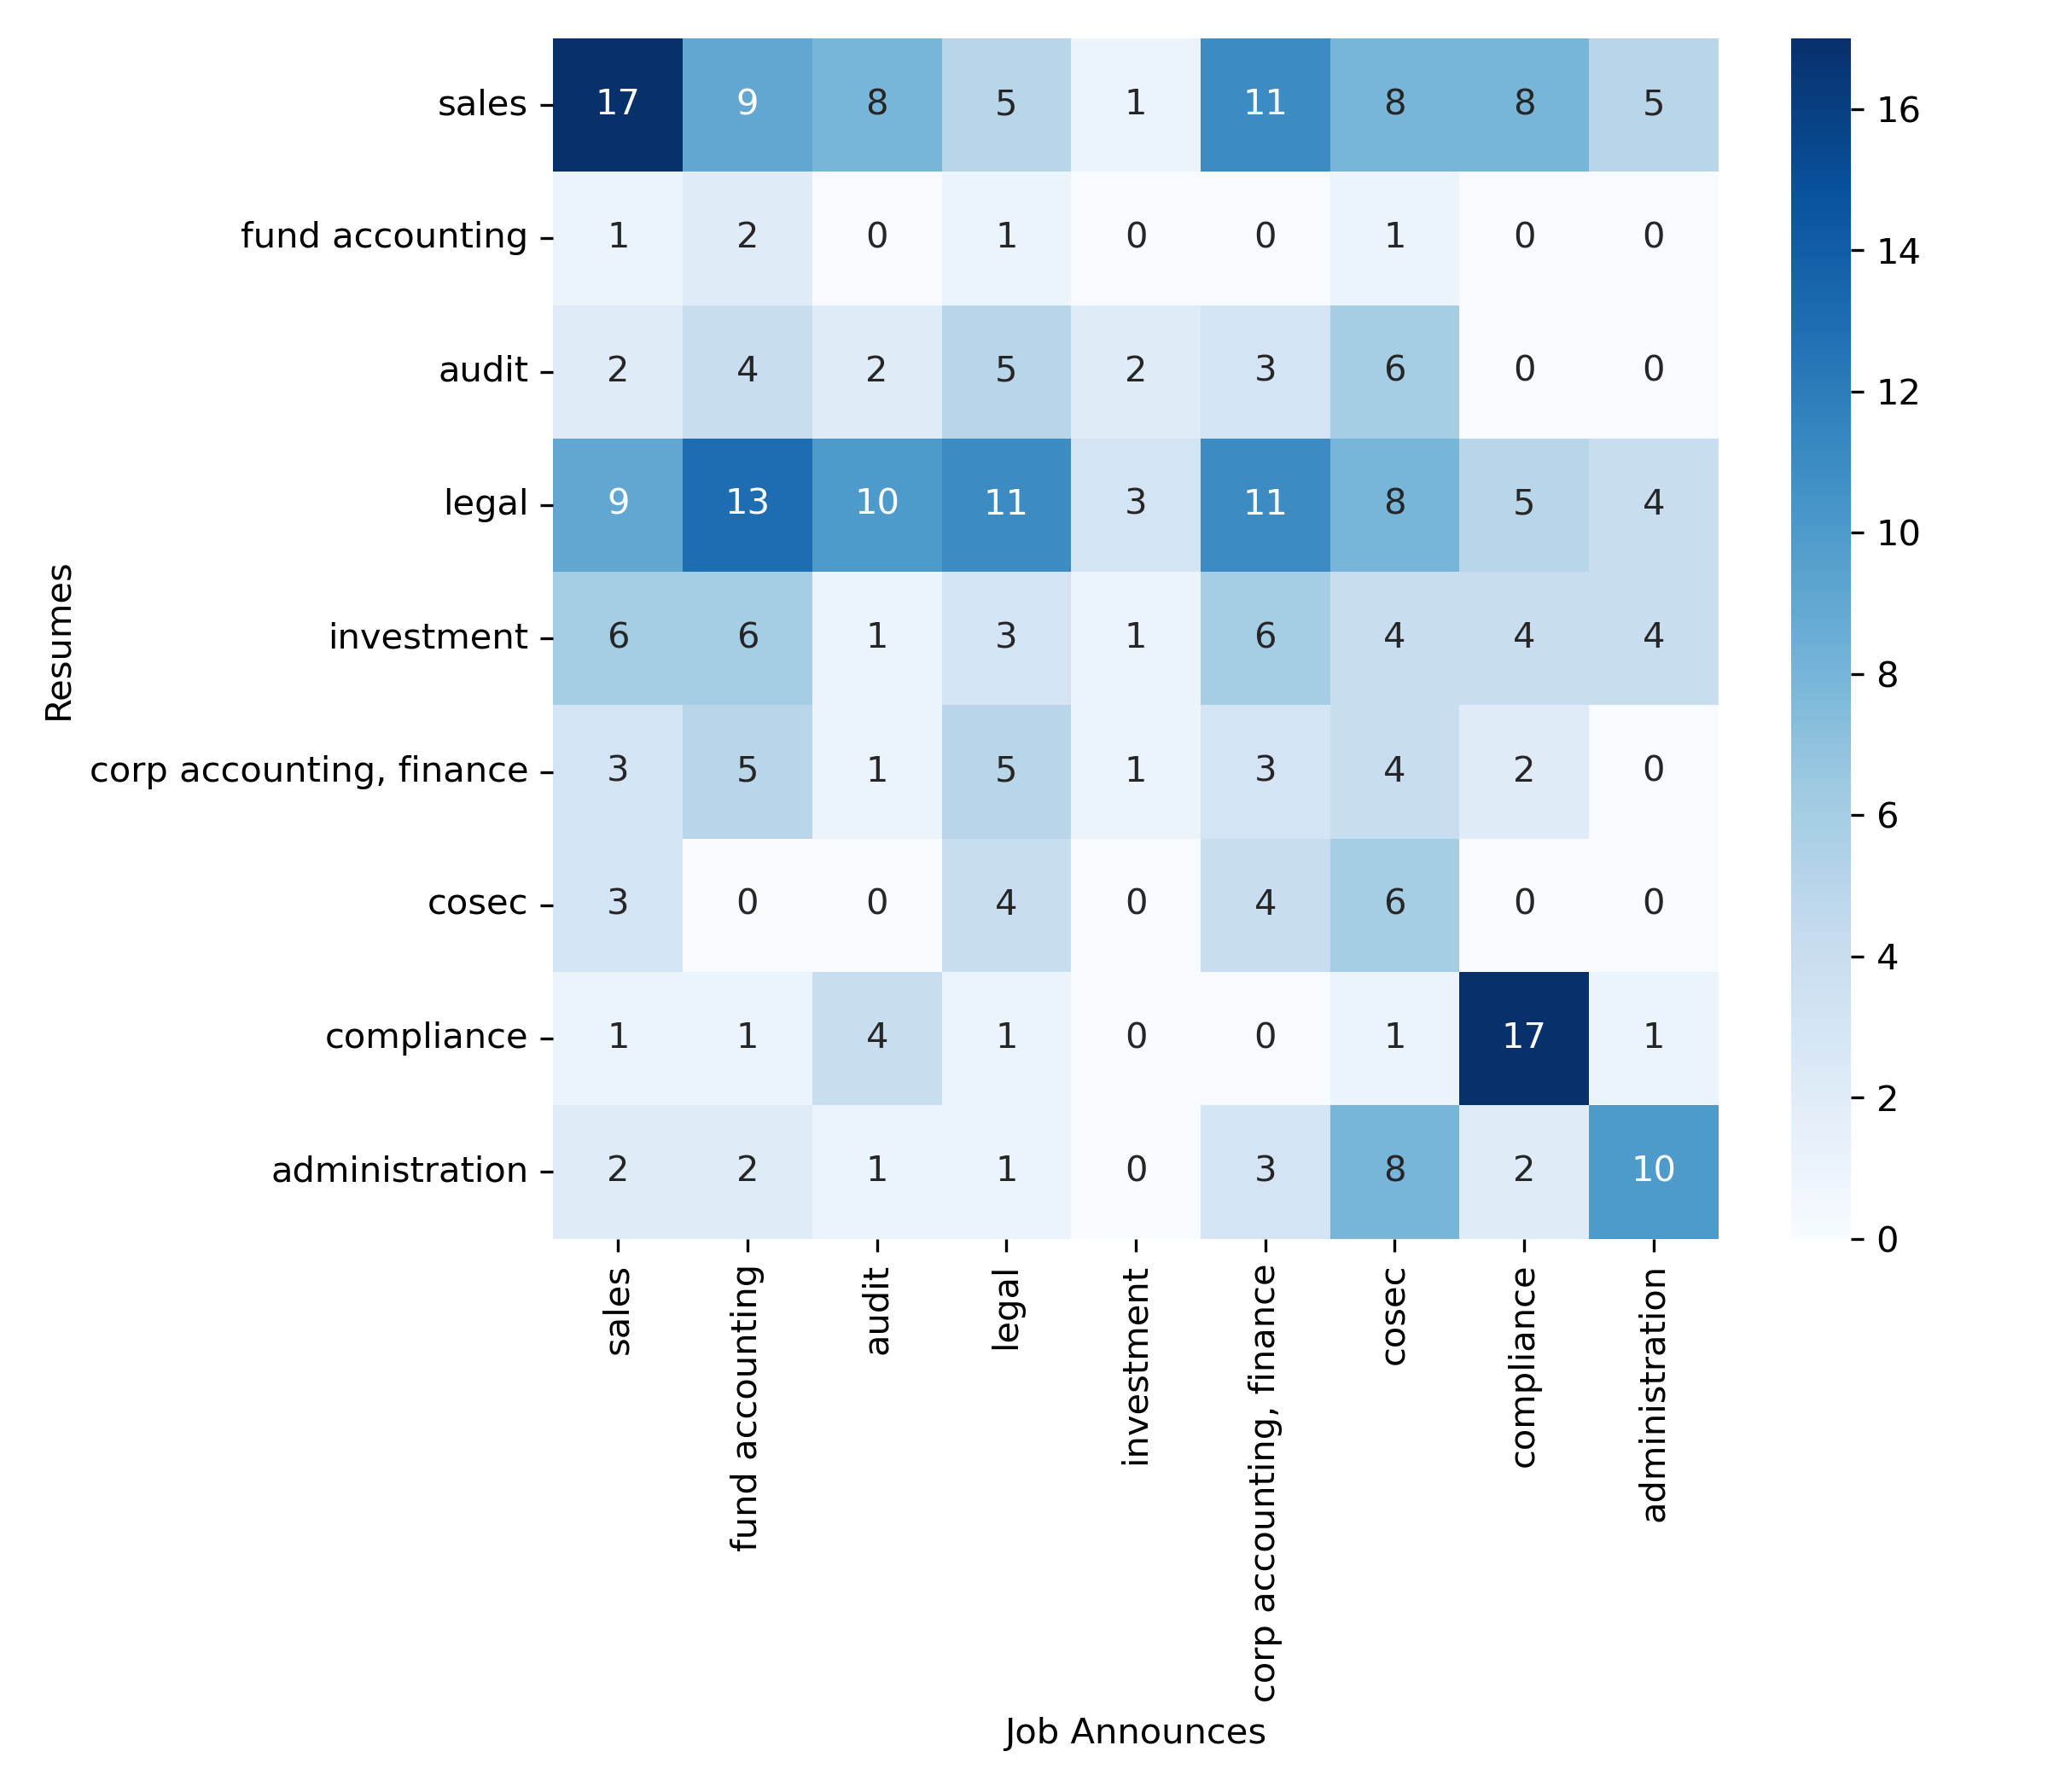 sales 17 9 8 5 1 11 8 8 5
fund accounting 1 2 0 1 0 0 1 0 0
audit 2 4 2 5 2 3 6 0 0
legal 9 13 10 11 3 11 8 5 4
investment 6 6 1 3 1 6 4 4 4
corp accounting, finance 3 5 1 5 1 3 4 2 0
cosec 3 0 0 4 0 4 6 0 0
compliance 1 1 4 1 0 0 1 17 1
administration 2 2 1 1 0 3 8 2 10
Resumes
sales
fund accounting
audit
legal
investment
corp accounting, finance
cosec
compliance
administration
Job Announces
16
14
12
10
8
6
4
2
0